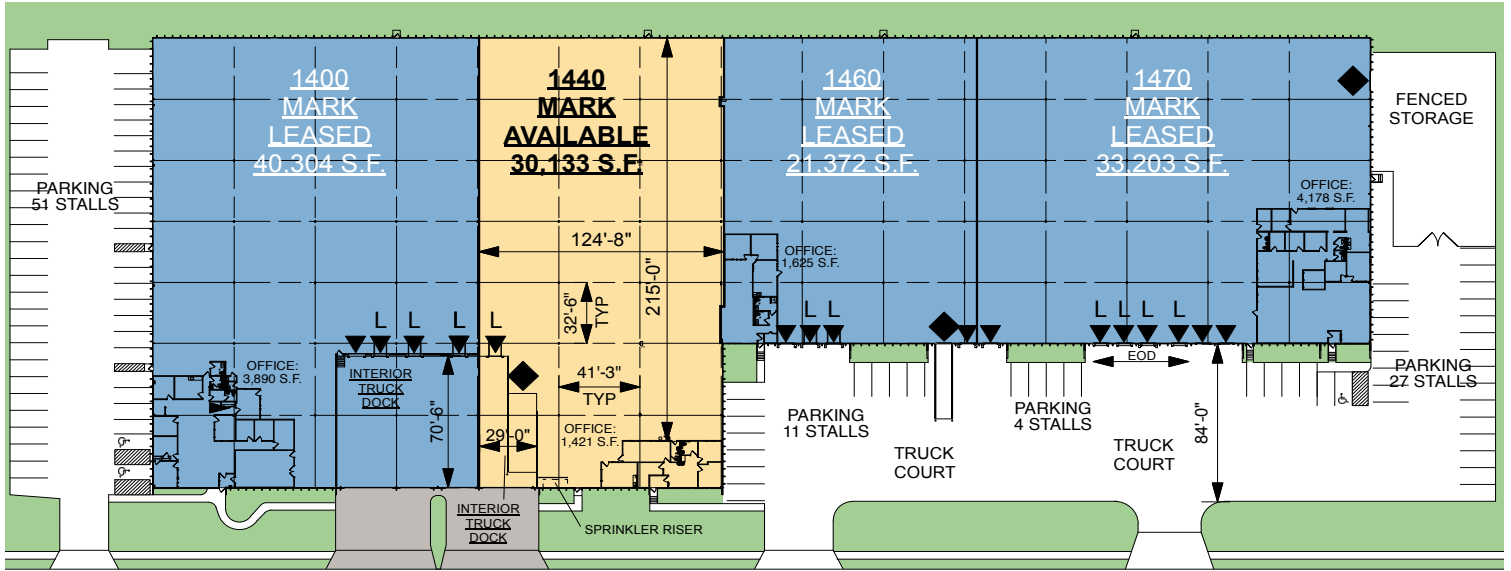 1400
MARK
LEASED
40,304 S.F.
1440
MARK
AVAILABLE
30,133 S.F.
1460
MARK
LEASED
21,372 S.F.
1470
MARK
LEASED
33,203 S.F.
FENCED
STORAGE
PARKING
51 STALLS
OFFICE:
4,178 S.F.
124'-8"
215'-0"
OFFICE:
1,625 S.F.
32'-6"
TYP
L
L
L
L
L
L
L
L
L
L
EOD
OFFICE:
3,890 S.F.
INTERIOR
TRUCK
DOCK
41'-3"
TYP
PARKING
27 STALLS
70'-6"
29'-0"
OFFICE:
1,421 S.F.
PARKING
11 STALLS
PARKING
4 STALLS
84'-0"
TRUCK
COURT
TRUCK
COURT
INTERIOR
TRUCK
DOCK
SPRINKLER RISER